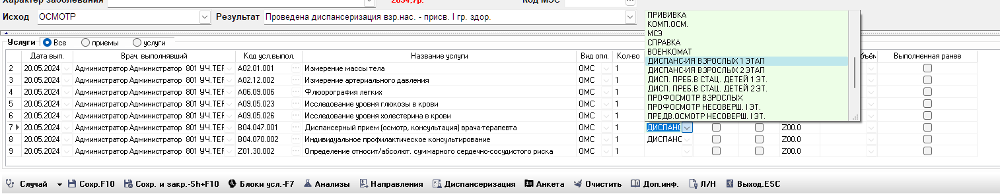 Характер заболевания 2854,7р. Код МЭС ...
Исход ОСМОТР Результат Проведена диспансеризация взр.нас. - присв. I гр. здор.
ПРИВИВКА
КОМП.ОСМ.
МСЭ
СПРАВКА
ВОЕНКОМАТ
ДИСПАНС-ИЯ ВЗРОСЛЫХ 1 ЭТАП
ДИСПАНС-ИЯ ВЗРОСЛЫХ 2 ЭТАП
ДИСП. ПРЕБ.В СТАЦ. ДЕТЕЙ 1 ЭТ.
ДИСП. ПРЕБ.В СТАЦ. ДЕТЕЙ 2 ЭТ.
ПРОФОСМОТР ВЗРОСЛЫХ
ПРОФОСМОТР НЕСОВЕРШ. I ЭТ.
ПРЕДВ.ОСМОТР НЕСОВЕРШ. I ЭТ.
Услуги Все приемы услуги
Дата вып. Врач. выполнявший Код усл.выпол. Название услуги Вид опл. Кол-во бъём Выполненная ранее
2 20.05.2024 Администратор Администратор 801 УЧ.ТЕР A02.01.001 ... Измерение массы тела ОМС 1
3 20.05.2024 Администратор Администратор 801 УЧ.ТЕР A02.12.002 ... Измерение артериального давления ОМС 1
4 20.05.2024 Администратор Администратор 801 УЧ.ТЕР A06.09.006 ... Флюорография легких ОМС 1
5 20.05.2024 Администратор Администратор 801 УЧ.ТЕР A09.05.023 ... Исследование уровня глюкозы в крови ОМС 1
6 20.05.2024 Администратор Администратор 801 УЧ.ТЕР A09.05.026 ... Исследование уровня холестерина в крови ОМС 1
7 20.05.2024 Администратор Администратор 801 УЧ.ТЕР B04.047.001 ... Диспансерный прием (осмотр, консультация) врача-терапевта ОМС 1 ДИСПАНС Z00.0
8 20.05.2024 Администратор Администратор 801 УЧ.ТЕР B04.070.002 ... Индивидуальное профилактическое консультирование ОМС 1 ДИСПАНС Z00.0
9 20.05.2024 Администратор Администратор 801 УЧ.ТЕР Z01.30.002 ... Определение относит/абсолют. суммарного сердечно-сосудистого риска ОМС 1 Z00.0
Случай Сохр.F10 Сохр. и закр.-Sh+F10 Блоки усл.-F7 Анализы Направления Диспансеризация Анкета Очистить Доп.инф. Л/Н Выход.ESC